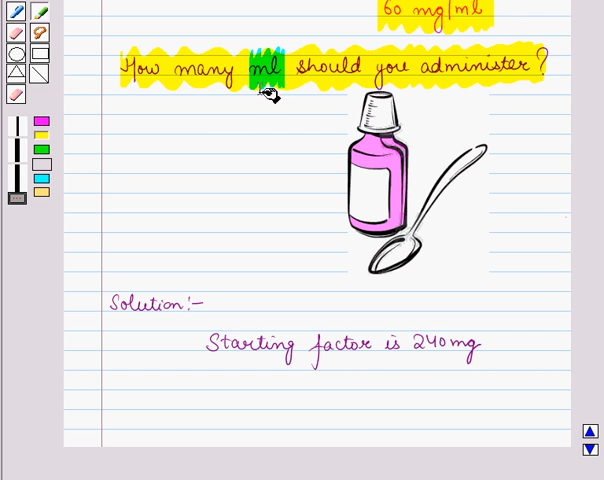 60 mg/ml
How many ml should you administer?
Solution:-
Starting factor is 240mg